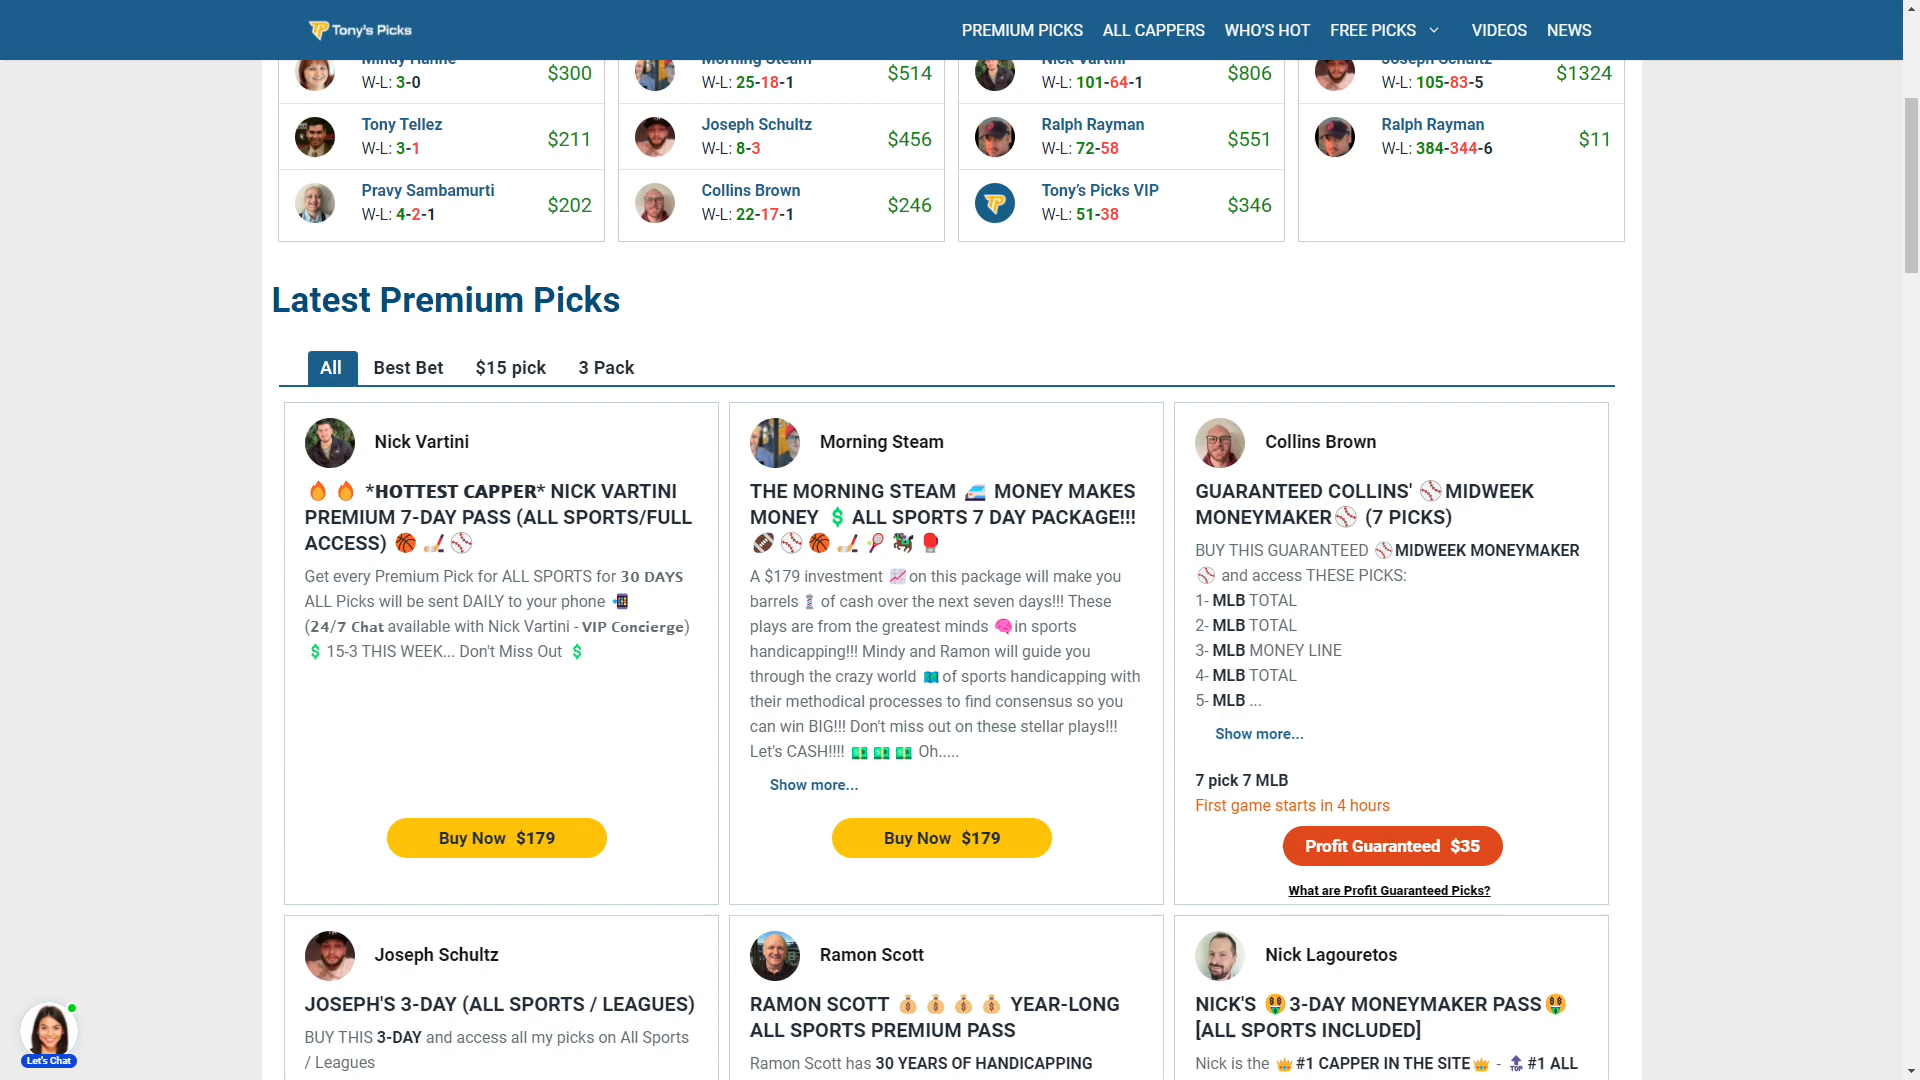 Tony's Picks
PREMIUM PICKS ALL CAPPERS WHO'S HOT FREE PICKS VIDEOS NEWS
Mindy Hanne
W-L: 3-0
$300
Morning Steam
W-L: 25-18-1
$514
Nick Vartini
W-L: 101-64-1
$806
Joseph Schultz
W-L: 105-83-5
$1324
Tony Tellez
W-L: 3-1
$211
Joseph Schultz
W-L: 8-3
$456
Ralph Rayman
W-L: 72-58
$551
Ralph Rayman
W-L: 384-344-6
$11
Pravy Sambamurti
W-L: 4-2-1
$202
Collins Brown
W-L: 22-17-1
$246
Tony's Picks VIP
W-L: 51-38
$346
Latest Premium Picks
All Best Bet $15 pick 3 Pack
Nick Vartini
🔥 🔥 *HOTTEST CAPPER* NICK VARTINI
PREMIUM 7-DAY PASS (ALL SPORTS/FULL
ACCESS) 🏀 🏒 ⚾
Get every Premium Pick for ALL SPORTS for 30 DAYS
ALL Picks will be sent DAILY to your phone 📲
(24/7 Chat available with Nick Vartini - VIP Concierge)
💲 15-3 THIS WEEK... Don't Miss Out 💲
Buy Now $179
Morning Steam
THE MORNING STEAM 🚅 MONEY MAKES
MONEY 💲 ALL SPORTS 7 DAY PACKAGE!!!
🏈 ⚾ 🏀 🏒 🎾 🏇 🥊
A $179 investment 📈 on this package will make you
barrels 💈 of cash over the next seven days!!! These
plays are from the greatest minds 🧠 in sports
handicapping!!! Mindy and Ramon will guide you
through the crazy world 🗺️ of sports handicapping with
their methodical processes to find consensus so you
can win BIG!!! Don't miss out on these stellar plays!!!
Let's CASH!!!! 💵 💵 💵 Oh.....
Show more...
Buy Now $179
Collins Brown
GUARANTEED COLLINS' ⚾MIDWEEK
MONEYMAKER⚾ (7 PICKS)
BUY THIS GUARANTEED ⚾MIDWEEK MONEYMAKER
⚾ and access THESE PICKS:
1- MLB TOTAL
2- MLB TOTAL
3- MLB MONEY LINE
4- MLB TOTAL
5- MLB ...
Show more...
7 pick 7 MLB
First game starts in 4 hours
Profit Guaranteed $35
What are Profit Guaranteed Picks?
Joseph Schultz
JOSEPH'S 3-DAY (ALL SPORTS / LEAGUES)
BUY THIS 3-DAY and access all my picks on All Sports
/ Leagues
Ramon Scott
RAMON SCOTT 💰 💰 💰 💰 YEAR-LONG
ALL SPORTS PREMIUM PASS
Ramon Scott has 30 YEARS OF HANDICAPPING
Nick Lagouretos
NICK'S 🤑3-DAY MONEYMAKER PASS🤑
[ALL SPORTS INCLUDED]
Nick is the 👑#1 CAPPER IN THE SITE👑 - 🔝#1 ALL
Let's Chat